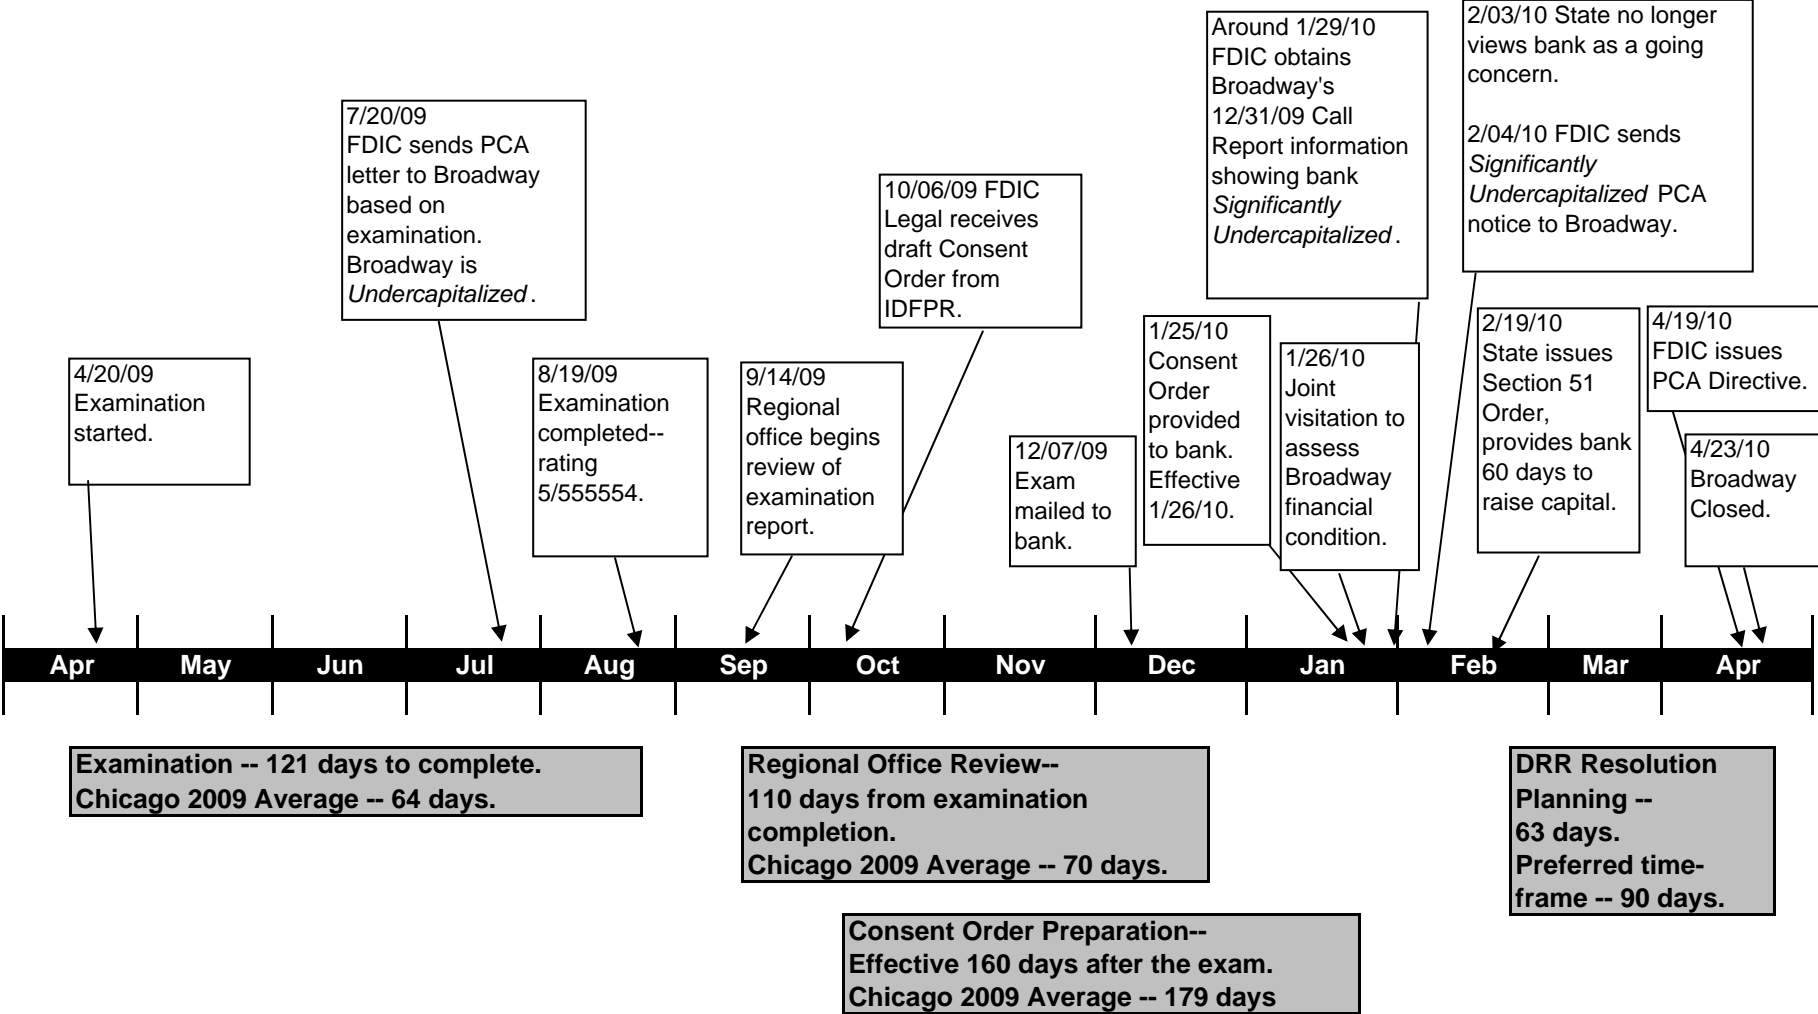 4/20/09
Examination
started.
7/20/09
FDIC sends PCA
letter to Broadway
based on
examination.
Broadway is
Undercapitalized.
8/19/09
Examination
completed--
rating
5/555554.
9/14/09
Regional
office begins
review of
examination
report.
10/06/09 FDIC
Legal receives
draft Consent
Order from
IDFPR.
12/07/09
Exam
mailed to
bank.
1/25/10
Consent
Order
provided
to bank.
Effective
1/26/10.
1/26/10
Joint
visitation to
assess
Broadway
financial
condition.
Around 1/29/10
FDIC obtains
Broadway's
12/31/09 Call
Report information
showing bank
Significantly
Undercapitalized.
2/03/10 State no longer
views bank as a going
concern.
2/04/10 FDIC sends
Significantly
Undercapitalized PCA
notice to Broadway.
2/19/10
State issues
Section 51
Order,
provides bank
60 days to
raise capital.
4/19/10
FDIC issues
PCA Directive.
4/23/10
Broadway
Closed.
Apr May Jun Jul Aug Sep Oct Nov Dec Jan Feb Mar Apr
Examination -- 121 days to complete.
Chicago 2009 Average -- 64 days.
Regional Office Review--
110 days from examination
completion.
Chicago 2009 Average -- 70 days.
Consent Order Preparation--
Effective 160 days after the exam.
Chicago 2009 Average -- 179 days
DRR Resolution
Planning --
63 days.
Preferred time-
frame -- 90 days.